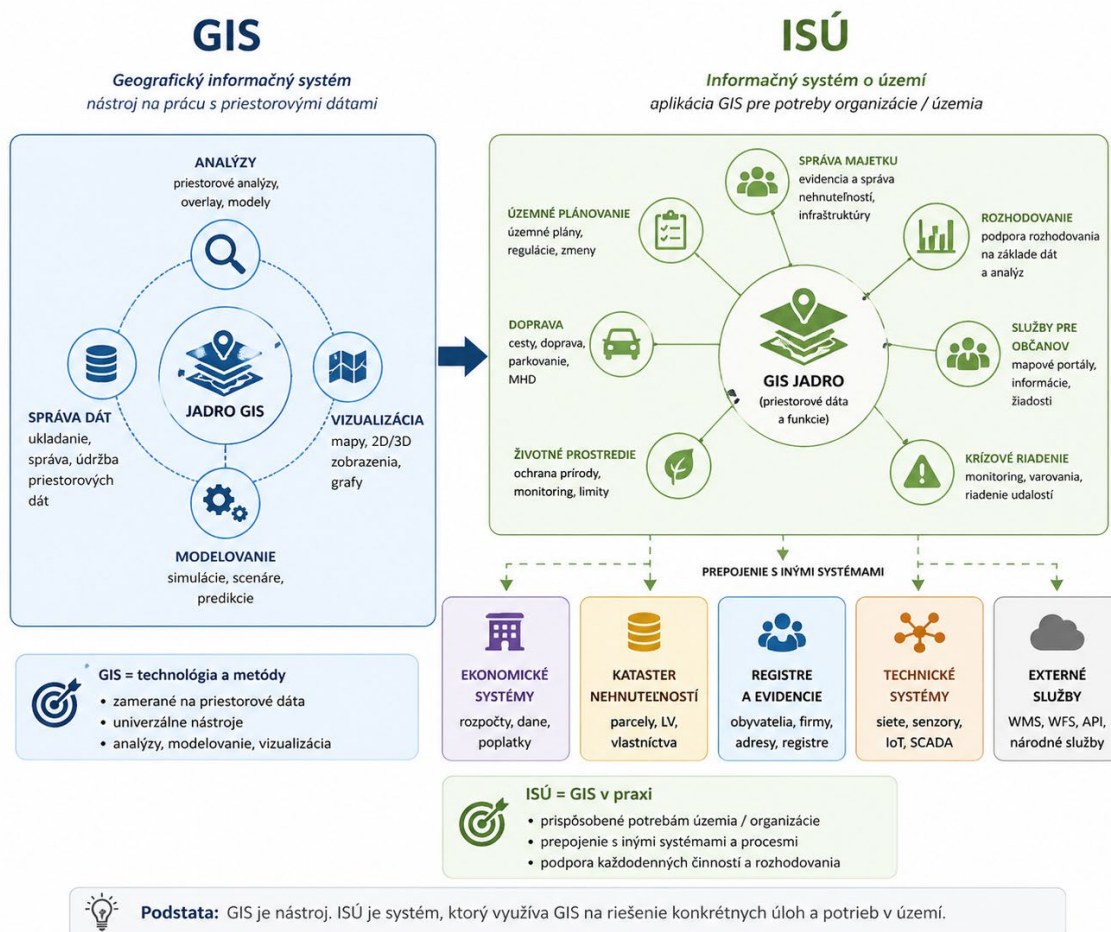 GIS
Geografický informačný systém
nástroj na prácu s priestorovými dátami
ANALÝZY
priestorové analýzy,
overlay, modely
JADRO GIS
SPRÁVA DÁT
ukladanie,
správa, údržba
priestorových
dát
VIZUALIZÁCIA
mapy, 2D/3D
zobrazenia,
grafy
MODELOVANIE
simulácie, scenáre,
predikcie
GIS = technológia a metódy
• zamerané na priestorové dáta
• univerzálne nástroje
• analýzy, modelovanie, vizualizácia
ISÚ
Informačný systém o území
aplikácia GIS pre potreby organizácie / územia
SPRÁVA MAJETKU
evidencia a správa
nehnuteľností,
infraštruktúry
ÚZEMNÉ PLÁNOVANIE
územné plány,
regulácie, zmeny
ROZHODOVANIE
podpora rozhodovania
na základe dát
a analýz
DOPRAVA
cesty, doprava,
parkovanie,
MHD
GIS JADRO
(priestorové dáta
a funkcie)
SLUŽBY PRE
OBČANOV
mapové portály,
informácie,
žiadosti
ŽIVOTNÉ PROSTREDIE
ochrana prírody,
monitoring, limity
KRÍZOVÉ RIADENIE
monitoring, varovania,
riadenie udalostí
PREPOJENIE S INÝMI SYSTÉMAMI
EKONOMICKÉ
SYSTÉMY
rozpočty, dane,
poplatky
KATASTER
NEHNUTEĽNOSTÍ
parcely, LV,
vlastníctva
REGISTRE
A EVIDENCIE
obyvatelia, firmy,
adresy, registre
TECHNICKÉ
SYSTÉMY
siete, senzory,
IoT, SCADA
EXTERNÉ
SLUŽBY
WMS, WFS, API,
národné služby
ISÚ = GIS v praxi
• prispôsobené potrebám územia / organizácie
• prepojenie s inými systémami a procesmi
• podpora každodenných činností a rozhodovania
Podstata: GIS je nástroj. ISÚ je systém, ktorý využíva GIS na riešenie konkrétnych úloh a potrieb v území.